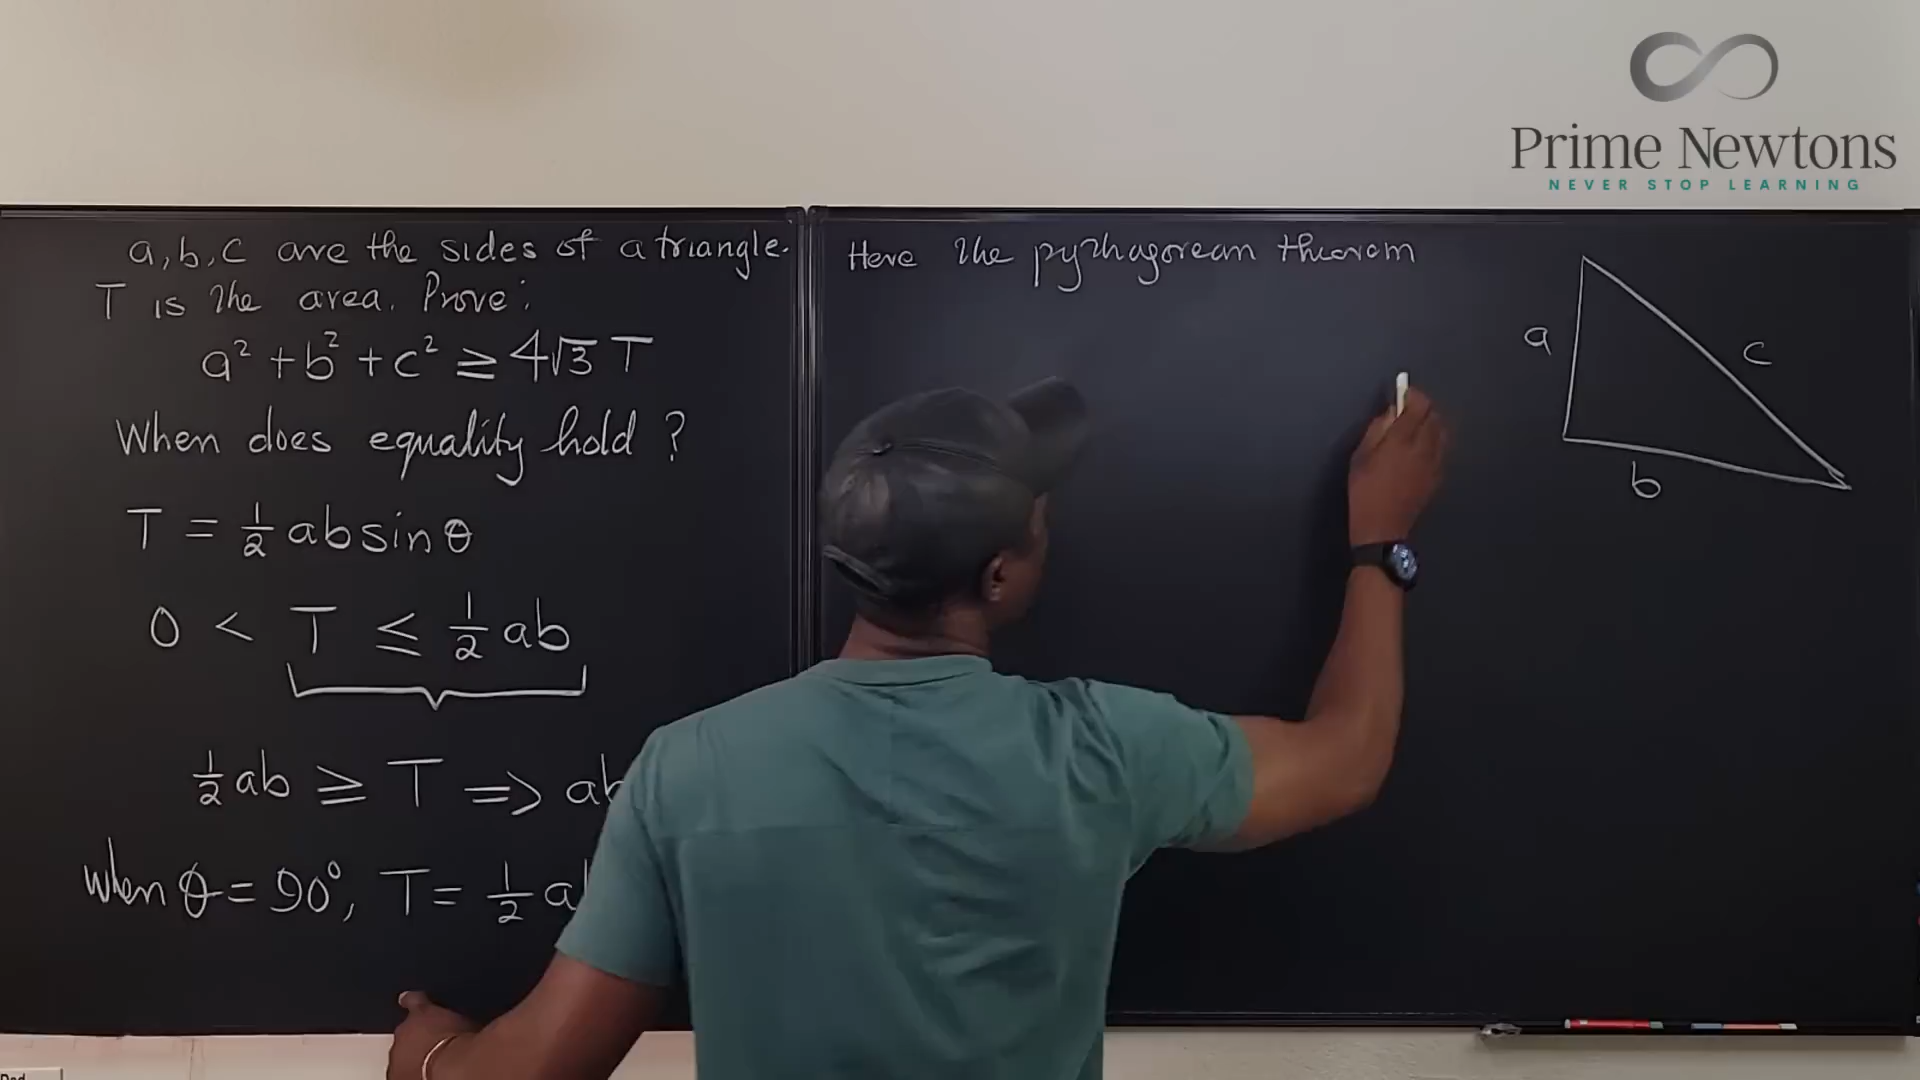 Prime Newtons
NEVER STOP LEARNING
a, b, c are the sides of a triangle.
T is the area. Prove:
a² + b² + c² ≥ 4√3 T
When does equality hold?
T = ½ ab sin θ
0 < T ≤ ½ ab
½ ab ≥ T ⇒ ab
When θ = 90°, T = ½ a
Here the pythagorean theorem
a
c
b